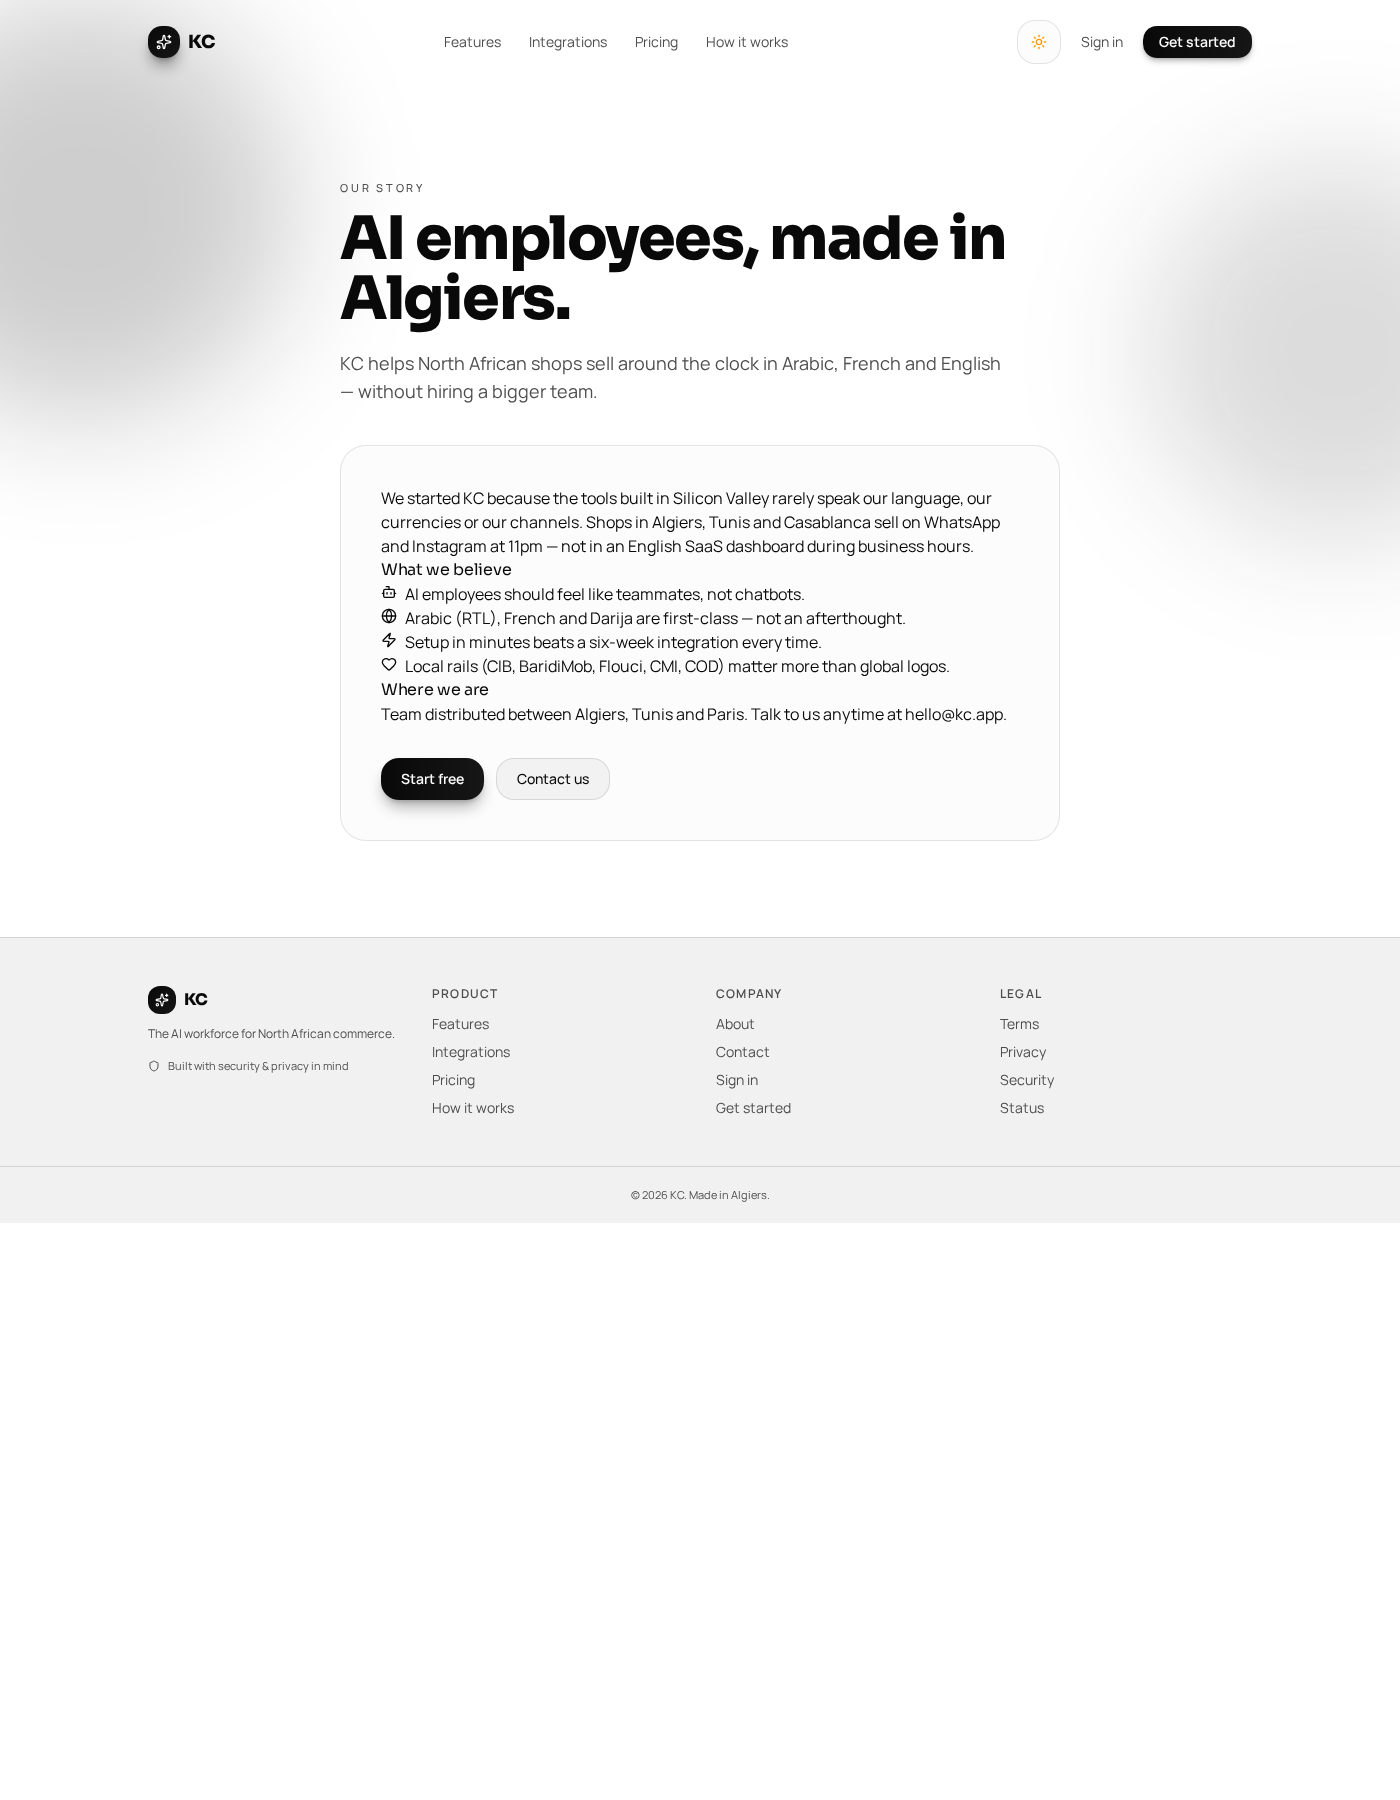 KC
Features
Integrations
Pricing
How it works
Sign in
Get started
OUR STORY
AI employees, made in
Algiers.
KC helps North African shops sell around the clock in Arabic, French and English
— without hiring a bigger team.
We started KC because the tools built in Silicon Valley rarely speak our language, our
currencies or our channels. Shops in Algiers, Tunis and Casablanca sell on WhatsApp
and Instagram at 11pm — not in an English SaaS dashboard during business hours.
What we believe
AI employees should feel like teammates, not chatbots.
Arabic (RTL), French and Darija are first-class — not an afterthought.
Setup in minutes beats a six-week integration every time.
Local rails (CIB, BaridiMob, Flouci, CMI, COD) matter more than global logos.
Where we are
Team distributed between Algiers, Tunis and Paris. Talk to us anytime at hello@kc.app.
Start free
Contact us
KC
The AI workforce for North African commerce.
Built with security & privacy in mind
PRODUCT
Features
Integrations
Pricing
How it works
COMPANY
About
Contact
Sign in
Get started
LEGAL
Terms
Privacy
Security
Status
© 2026 KC. Made in Algiers.